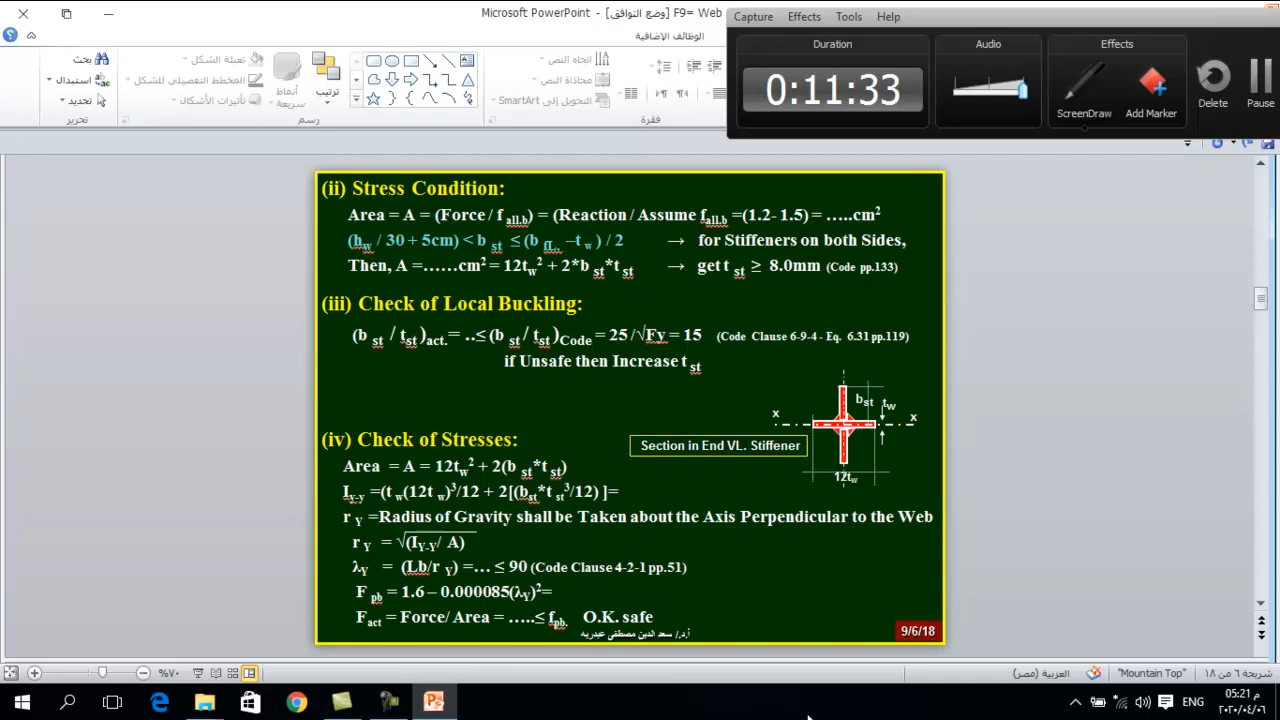 Microsoft PowerPoint - [وضع التوافق] F9= Web
الوظائف الإضافية
بحث
استبدال
تحديد
تحرير
تعبئة الشكل
المخطط التفصيلي للشكل
تأثيرات الأشكال
أنماط سريعة
ترتيب
رسم
اتجاه النص
محاذاة النص
التحويل إلى SmartArt
فقرة
Capture Effects Tools Help
Duration
0:11:33
Audio
Effects
ScreenDraw
Add Marker
Delete
Pause
(ii) Stress Condition:
Area = A = (Force / f all.b) = (Reaction / Assume fall.b =(1.2- 1.5) = …..cm2
(hw / 30 + 5cm) < b st ≤ (b fL. –t w ) / 2 → for Stiffeners on both Sides,
Then, A =……cm2 = 12tw2 + 2*b st*t st → get t st ≥ 8.0mm (Code pp.133)
(iii) Check of Local Buckling:
(b st / tst)act.= ..≤ (b st / tst)Code = 25 /√Fy = 15 (Code Clause 6-9-4 - Eq. 6.31 pp.119)
if Unsafe then Increase t st
bst tw
x x
12tw
(iv) Check of Stresses:
Section in End VL. Stiffener
Area = A = 12tw2 + 2(b st*t st)
Iy-y =(t w(12t w)3/12 + 2[(bst*t st3/12) ]=
r Y =Radius of Gravity shall be Taken about the Axis Perpendicular to the Web
r Y = √(IY-Y/ A)
λY = (Lb/r Y) =… ≤ 90 (Code Clause 4-2-1 pp.51)
F pb = 1.6 – 0.000085(λY)2=
Fact = Force/ Area = …..≤ fpb. O.K. safe
أ.د./ سعد الدين مصطفى عبدربه
9/6/18
%٧٠
العربية (مصر)
"Mountain Top"
شريحة ٦ من ١٨
ENG
05:21 م
٢٠٢٠/٠٤/٠٦